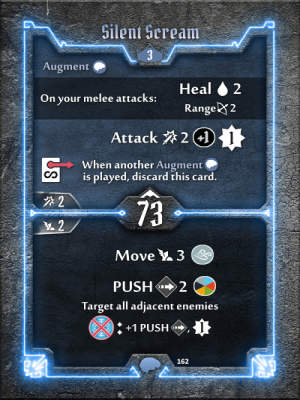 Silent Scream
3
Augment
On your melee attacks:
Heal 2
Range 2
Attack 2 +1 1
When another Augment
is played, discard this card.
2
73
2
Move 3
PUSH 2
Target all adjacent enemies
: +1 PUSH , 1
162